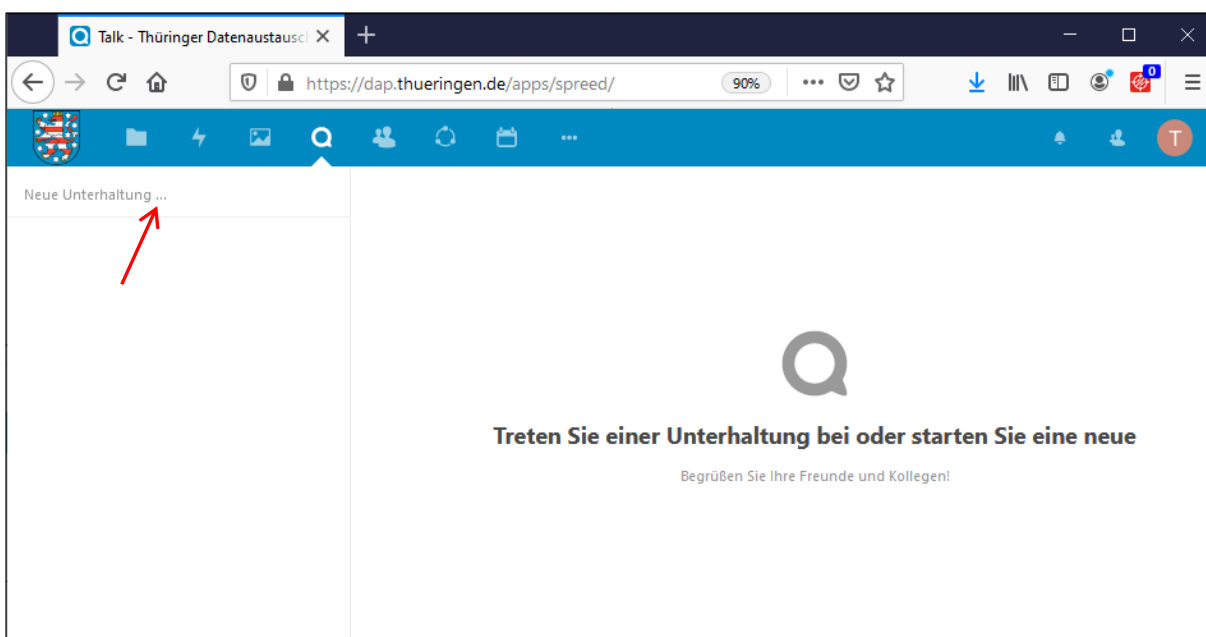 Talk - Thüringer Datenaustausc
https://dap.thueringen.de/apps/spreed/
90%
0
T
Neue Unterhaltung ...
Treten Sie einer Unterhaltung bei oder starten Sie eine neue
Begrüßen Sie Ihre Freunde und Kollegen!